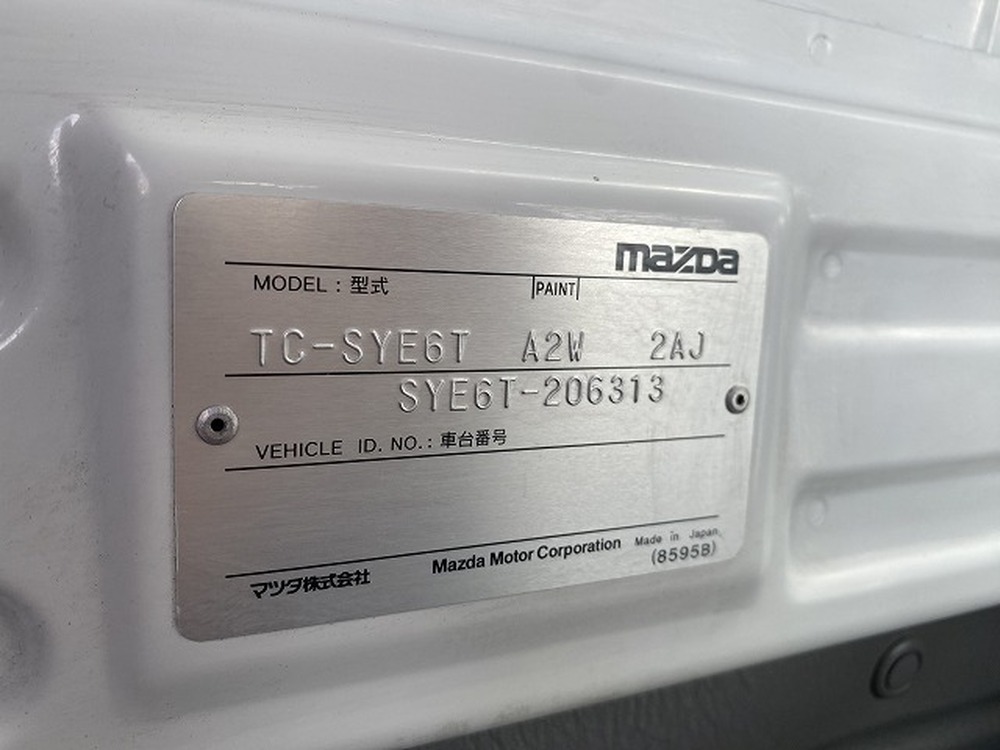 mazDa
MODEL : 型式 |PAINT|
TC-SYE6T A2W 2AJ
SYE6T-206313
VEHICLE ID. NO. : 車台番号
マツダ株式会社 Mazda Motor Corporation Made in Japan
(8595B)